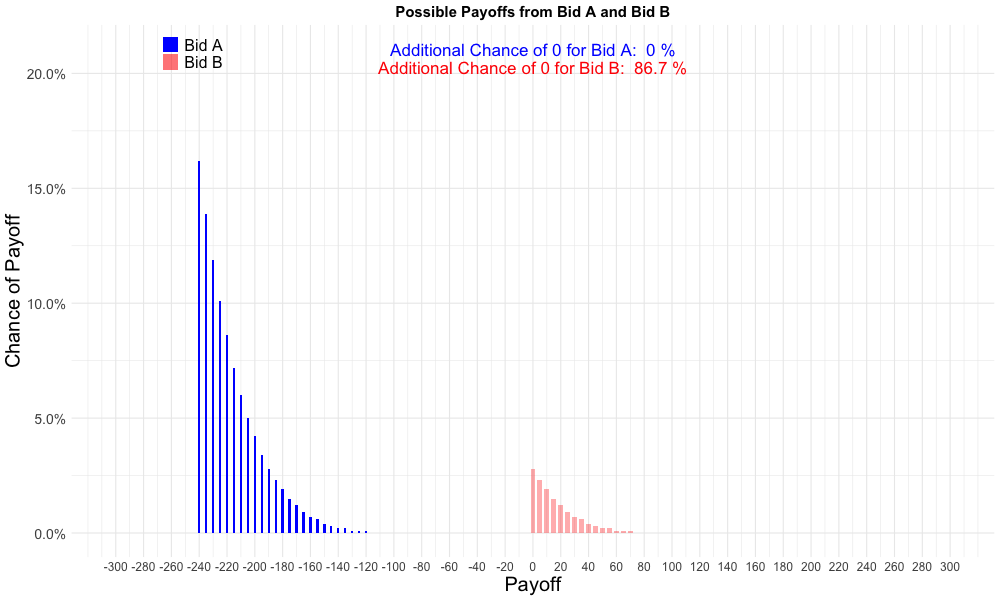 Possible Payoffs from Bid A and Bid B
Bid A
Bid B
Additional Chance of 0 for Bid A:  0 %
Additional Chance of 0 for Bid B:  86.7 %
Chance of Payoff
20.0%
15.0%
10.0%
5.0%
0.0%
-300 -280 -260 -240 -220 -200 -180 -160 -140 -120 -100 -80 -60 -40 -20 0 20 40 60 80 100 120 140 160 180 200 220 240 260 280 300
Payoff